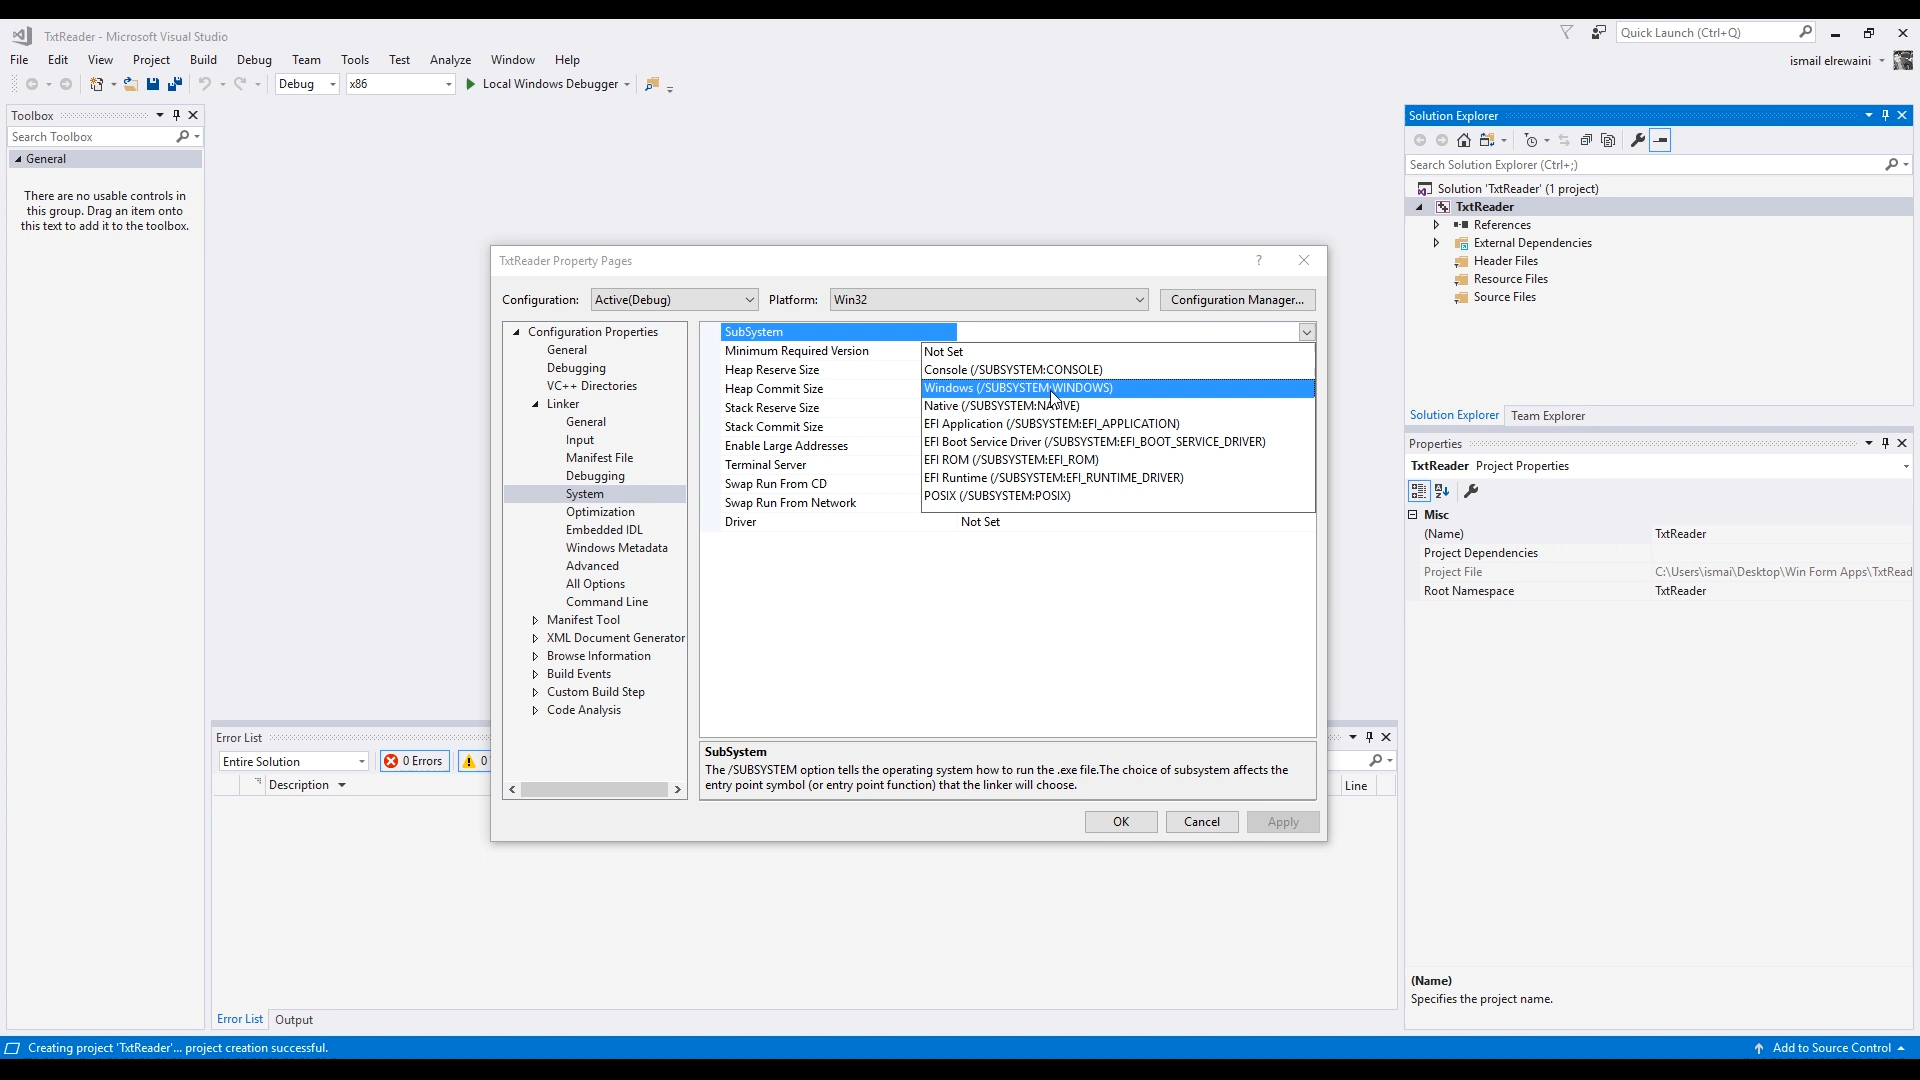 TxtReader - Microsoft Visual Studio
Quick Launch (Ctrl+Q)
File Edit View Project Build Debug Team Tools Test Analyze Window Help
ismail elrewaini
Debug x86 Local Windows Debugger
Toolbox
Search Toolbox
General
There are no usable controls in
this group. Drag an item onto
this text to add it to the toolbox.
TxtReader Property Pages
?
Configuration: Active(Debug) Platform: Win32 Configuration Manager...
Configuration Properties
General
Debugging
VC++ Directories
Linker
General
Input
Manifest File
Debugging
System
Optimization
Embedded IDL
Windows Metadata
Advanced
All Options
Command Line
Manifest Tool
XML Document Generator
Browse Information
Build Events
Custom Build Step
Code Analysis
SubSystem
Minimum Required Version
Heap Reserve Size
Heap Commit Size
Stack Reserve Size
Stack Commit Size
Enable Large Addresses
Terminal Server
Swap Run From CD
Swap Run From Network
Driver Not Set
Not Set
Console (/SUBSYSTEM:CONSOLE)
Windows (/SUBSYSTEM:WINDOWS)
Native (/SUBSYSTEM:NATIVE)
EFI Application (/SUBSYSTEM:EFI_APPLICATION)
EFI Boot Service Driver (/SUBSYSTEM:EFI_BOOT_SERVICE_DRIVER)
EFI ROM (/SUBSYSTEM:EFI_ROM)
EFI Runtime (/SUBSYSTEM:EFI_RUNTIME_DRIVER)
POSIX (/SUBSYSTEM:POSIX)
SubSystem
The /SUBSYSTEM option tells the operating system how to run the .exe file.The choice of subsystem affects the
entry point symbol (or entry point function) that the linker will choose.
OK Cancel Apply
Error List
Entire Solution 0 Errors 0
Description Line
Error List Output
Solution Explorer
Search Solution Explorer (Ctrl+;)
Solution 'TxtReader' (1 project)
TxtReader
References
External Dependencies
Header Files
Resource Files
Source Files
Solution Explorer Team Explorer
Properties
TxtReader Project Properties
Misc
(Name) TxtReader
Project Dependencies
Project File C:\Users\ismai\Desktop\Win Form Apps\TxtRead
Root Namespace TxtReader
(Name)
Specifies the project name.
Creating project 'TxtReader'... project creation successful.
Add to Source Control